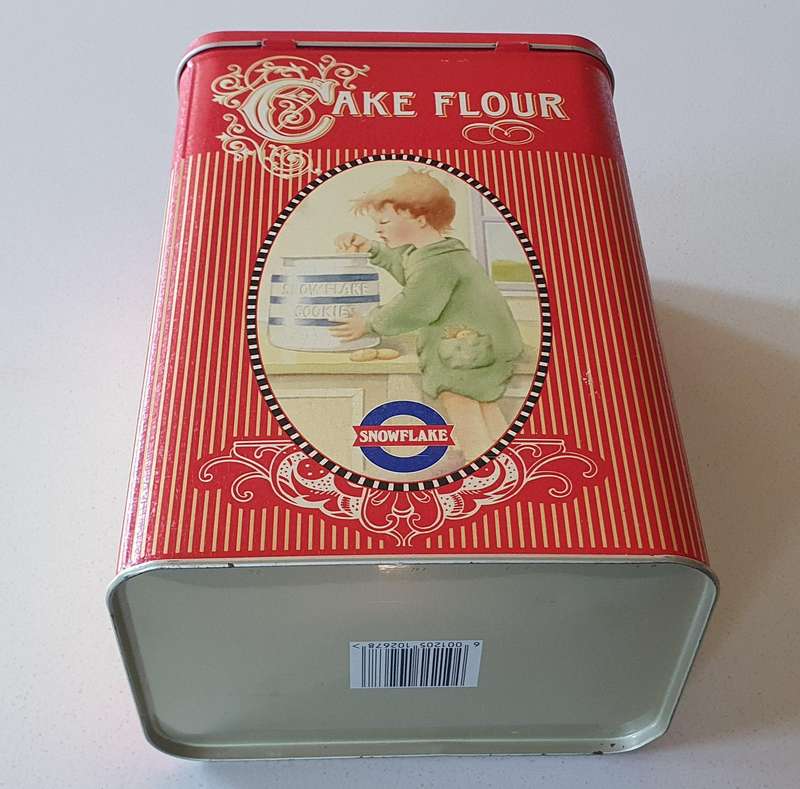 CAKE FLOUR
SNOWFLAKE
COOKIES
SNOWFLAKE
6 001205 102678 >